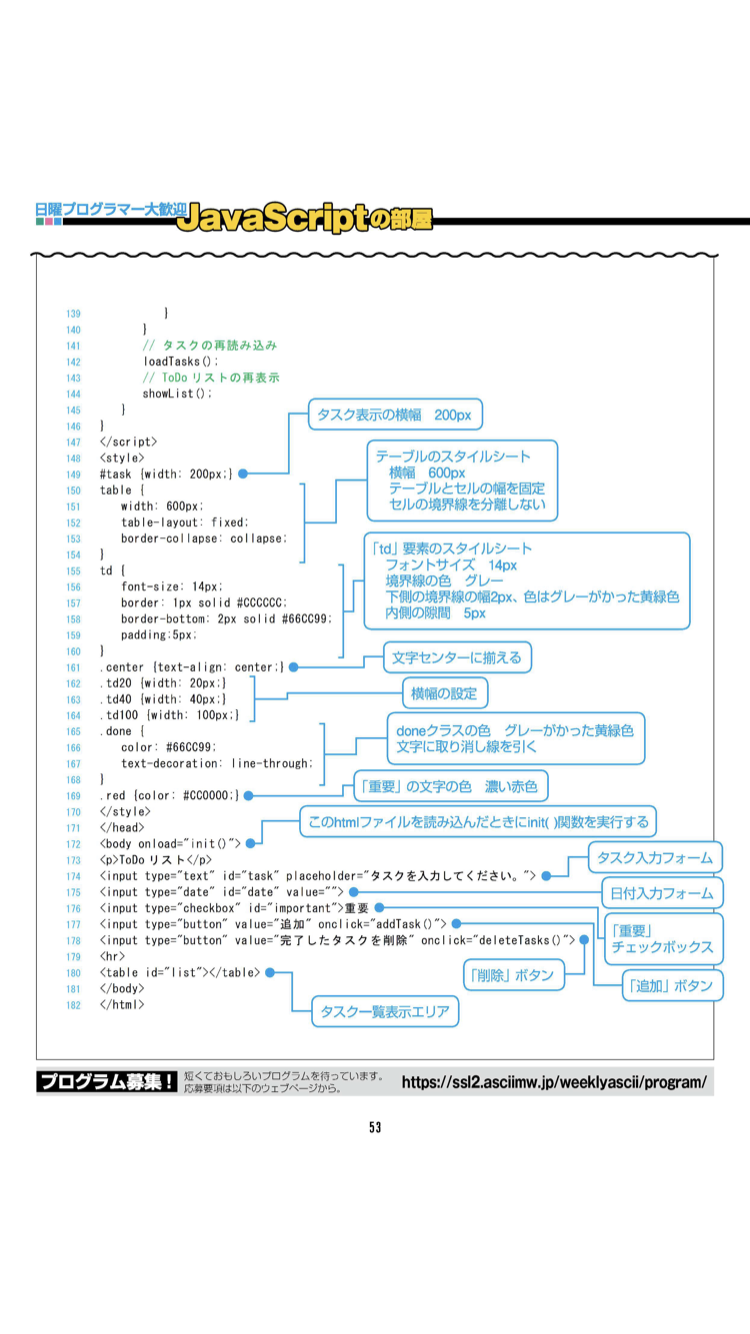 日曜プログラマー大歓迎
JavaScriptの部屋
139 }
140 }
141 // タスクの再読み込み
142 loadTasks();
143 // ToDo リストの再表示
144 showList();
145 }
146 }
147 </script>
148 <style>
149 #task {width: 200px;}
150 table {
151 width: 600px;
152 table-layout: fixed;
153 border-collapse: collapse;
154 }
155 td {
156 font-size: 14px;
157 border: 1px solid #CCCCCC;
158 border-bottom: 2px solid #66CC99;
159 padding:5px;
160 }
161 .center {text-align: center;}
162 .td20 {width: 20px;}
163 .td40 {width: 40px;}
164 .td100 {width: 100px;}
165 .done {
166 color: #66CC99;
167 text-decoration: line-through;
168 }
169 .red {color: #CC0000;}
170 </style>
171 </head>
172 <body onload="init()">
173 <p>ToDo リスト</p>
174 <input type="text" id="task" placeholder="タスクを入力してください。">
175 <input type="date" id="date" value="">
176 <input type="checkbox" id="important">重要
177 <input type="button" value="追加" onclick="addTask()">
178 <input type="button" value="完了したタスクを削除" onclick="deleteTasks()">
179 <hr>
180 <table id="list"></table>
181 </body>
182 </html>
タスク表示の横幅　200px
テーブルのスタイルシート
横幅　600px
テーブルとセルの幅を固定
セルの境界線を分離しない
「td」要素のスタイルシート
フォントサイズ　14px
境界線の色　グレー
下側の境界線の幅2px、色はグレーがかった黄緑色
内側の隙間　5px
文字センターに揃える
横幅の設定
doneクラスの色　グレーがかった黄緑色
文字に取り消し線を引く
「重要」の文字の色　濃い赤色
このhtmlファイルを読み込んだときにinit( )関数を実行する
タスク入力フォーム
日付入力フォーム
「重要」
チェックボックス
「削除」ボタン
「追加」ボタン
タスク一覧表示エリア
プログラム募集！
短くておもしろいプログラムを待っています。
応募要項は以下のウェブページから。
https://ssl2.asciimw.jp/weeklyascii/program/
53